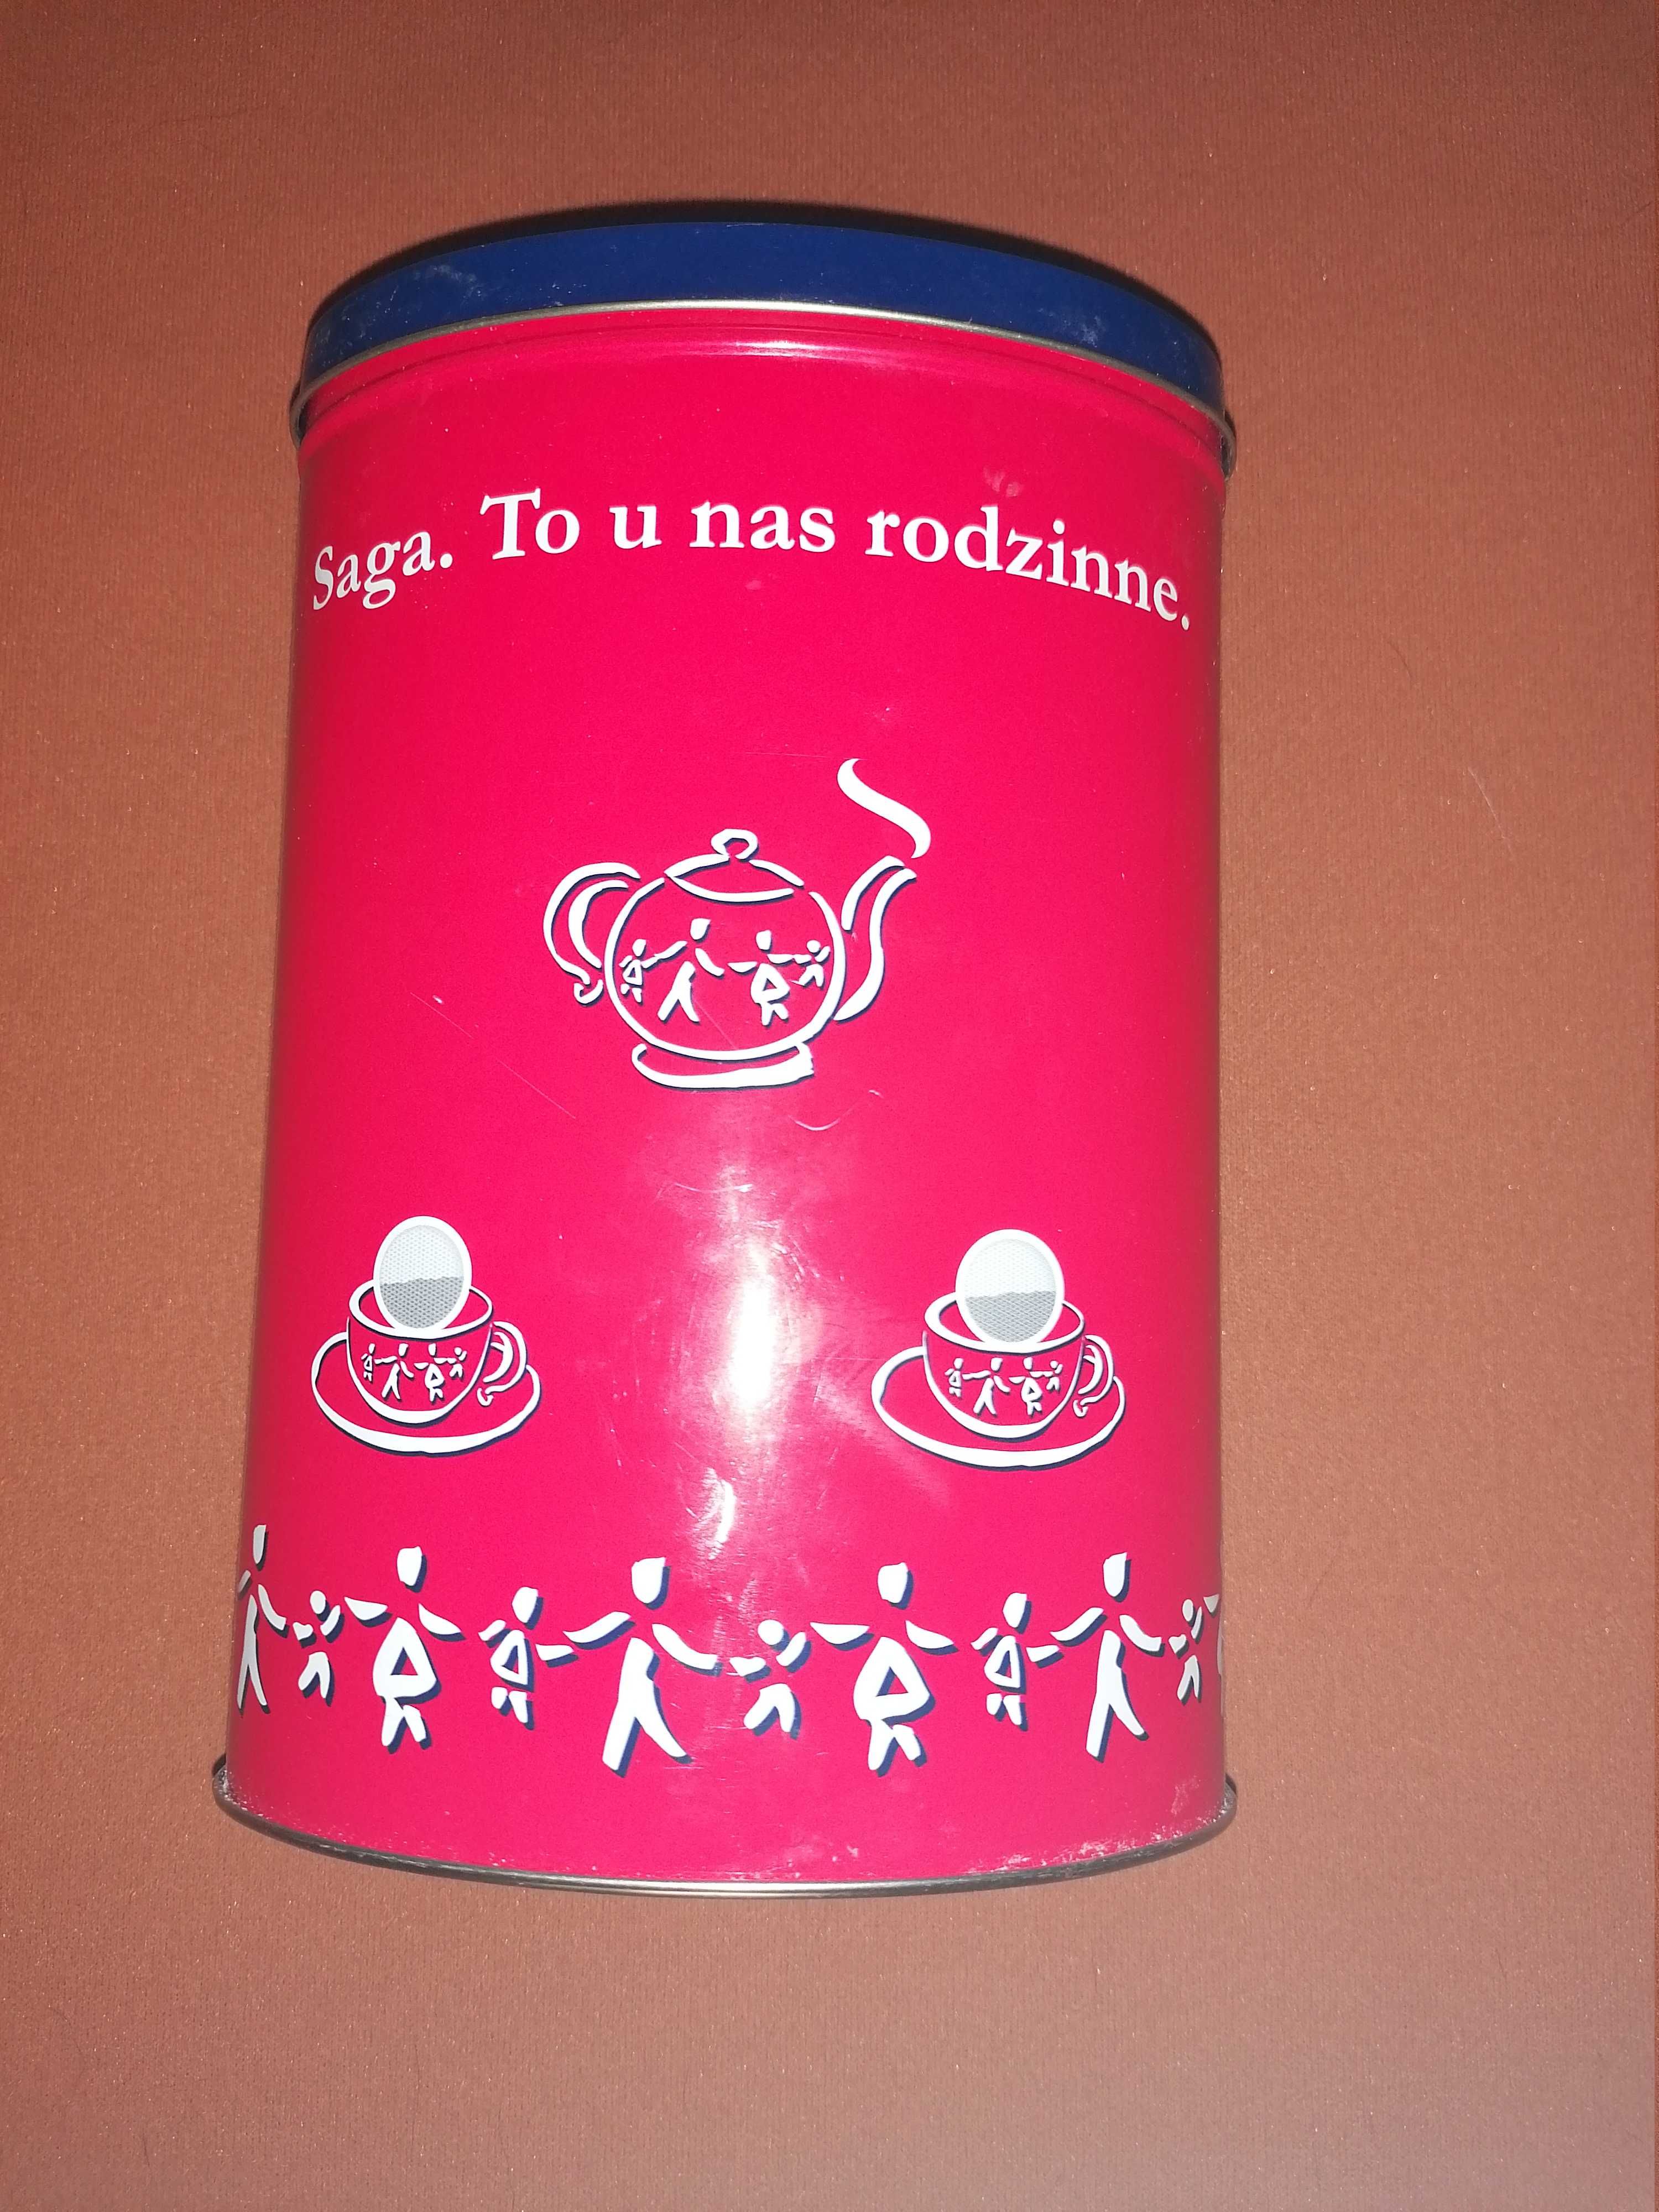 Saga. To u nas rodzinne.